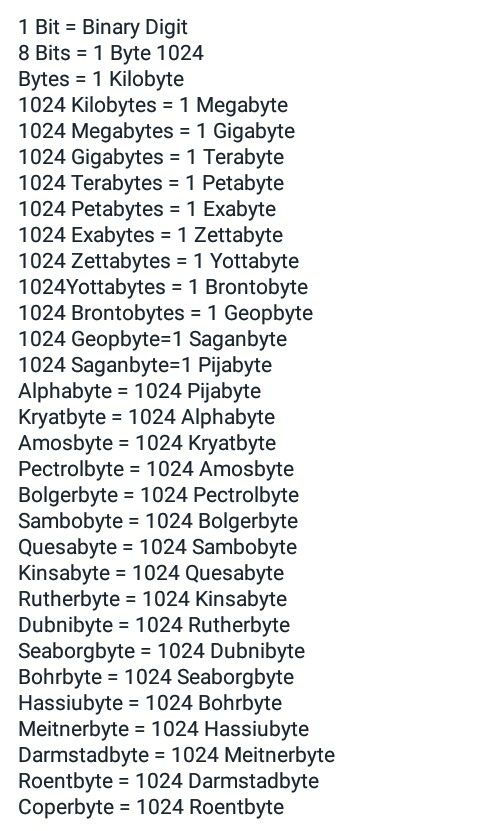 1 Bit = Binary Digit
8 Bits = 1 Byte 1024
Bytes = 1 Kilobyte
1024 Kilobytes = 1 Megabyte
1024 Megabytes = 1 Gigabyte
1024 Gigabytes = 1 Terabyte
1024 Terabytes = 1 Petabyte
1024 Petabytes = 1 Exabyte
1024 Exabytes = 1 Zettabyte
1024 Zettabytes = 1 Yottabyte
1024Yottabytes = 1 Brontobyte
1024 Brontobytes = 1 Geopbyte
1024 Geopbyte=1 Saganbyte
1024 Saganbyte=1 Pijabyte
Alphabyte = 1024 Pijabyte
Kryatbyte = 1024 Alphabyte
Amosbyte = 1024 Kryatbyte
Pectrolbyte = 1024 Amosbyte
Bolgerbyte = 1024 Pectrolbyte
Sambobyte = 1024 Bolgerbyte
Quesabyte = 1024 Sambobyte
Kinsabyte = 1024 Quesabyte
Rutherbyte = 1024 Kinsabyte
Dubnibyte = 1024 Rutherbyte
Seaborgbyte = 1024 Dubnibyte
Bohrbyte = 1024 Seaborgbyte
Hassiubyte = 1024 Bohrbyte
Meitnerbyte = 1024 Hassiubyte
Darmstadbyte = 1024 Meitnerbyte
Roentbyte = 1024 Darmstadbyte
Coperbyte = 1024 Roentbyte